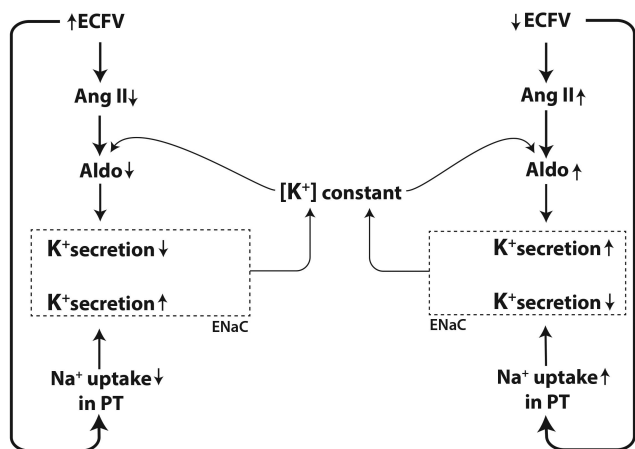 ↑ECFV
Ang II↓
Aldo↓
K⁺secretion↓
K⁺secretion↑
ENaC
Na⁺ uptake↓
in PT
[K⁺] constant
↓ECFV
Ang II↑
Aldo↑
K⁺secretion↑
K⁺secretion↓
ENaC
Na⁺ uptake↑
in PT